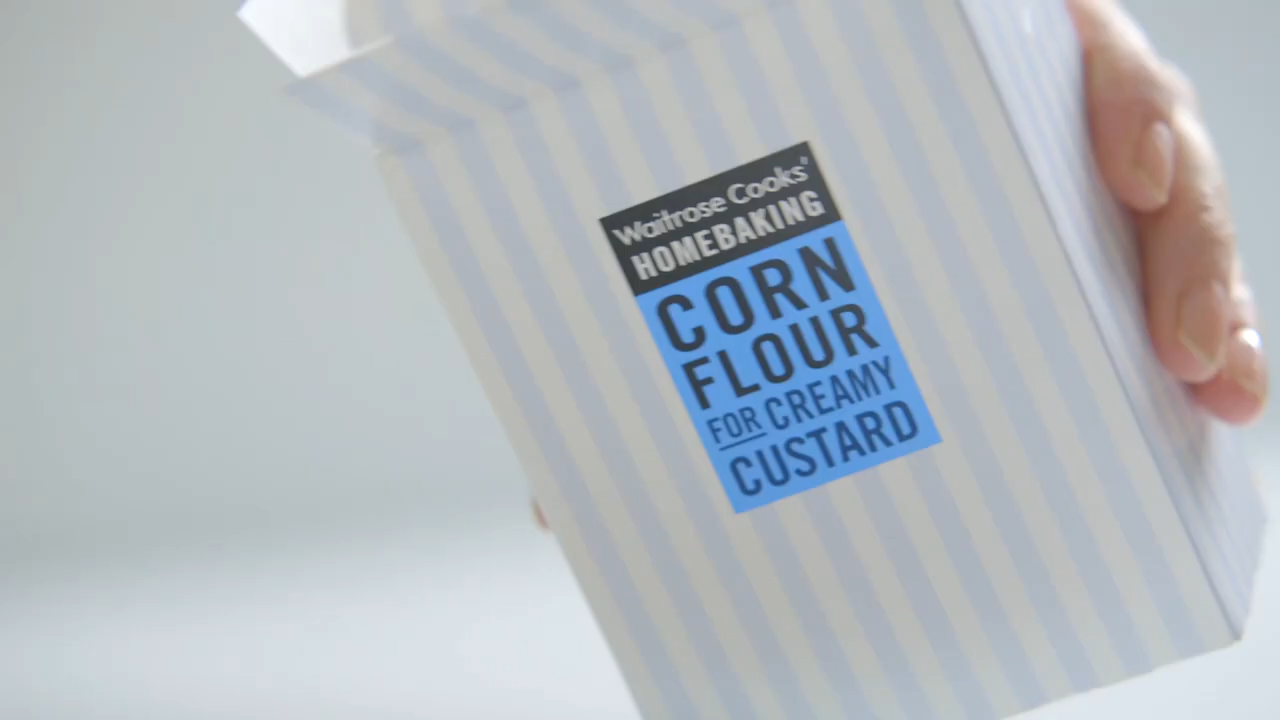 Waitrose Cooks'
HOMEBAKING
CORN
FLOUR
FOR CREAMY
CUSTARD